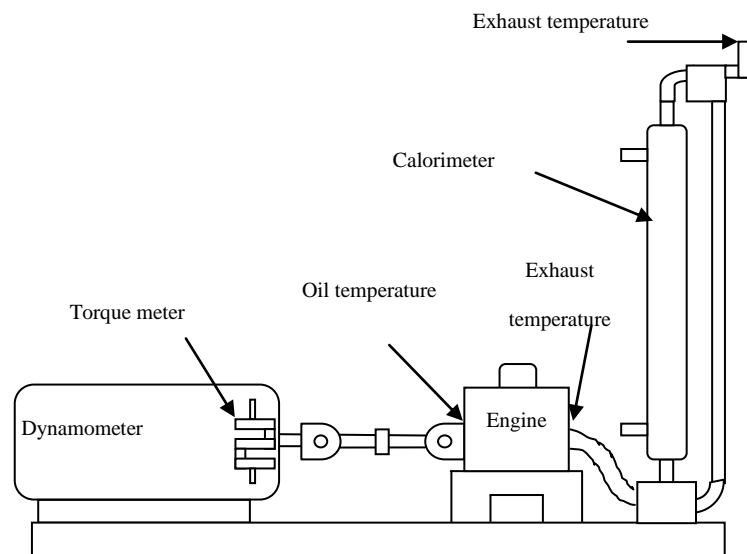 Exhaust temperature
Calorimeter
Exhaust
temperature
Oil temperature
Torque meter
Dynamometer
Engine